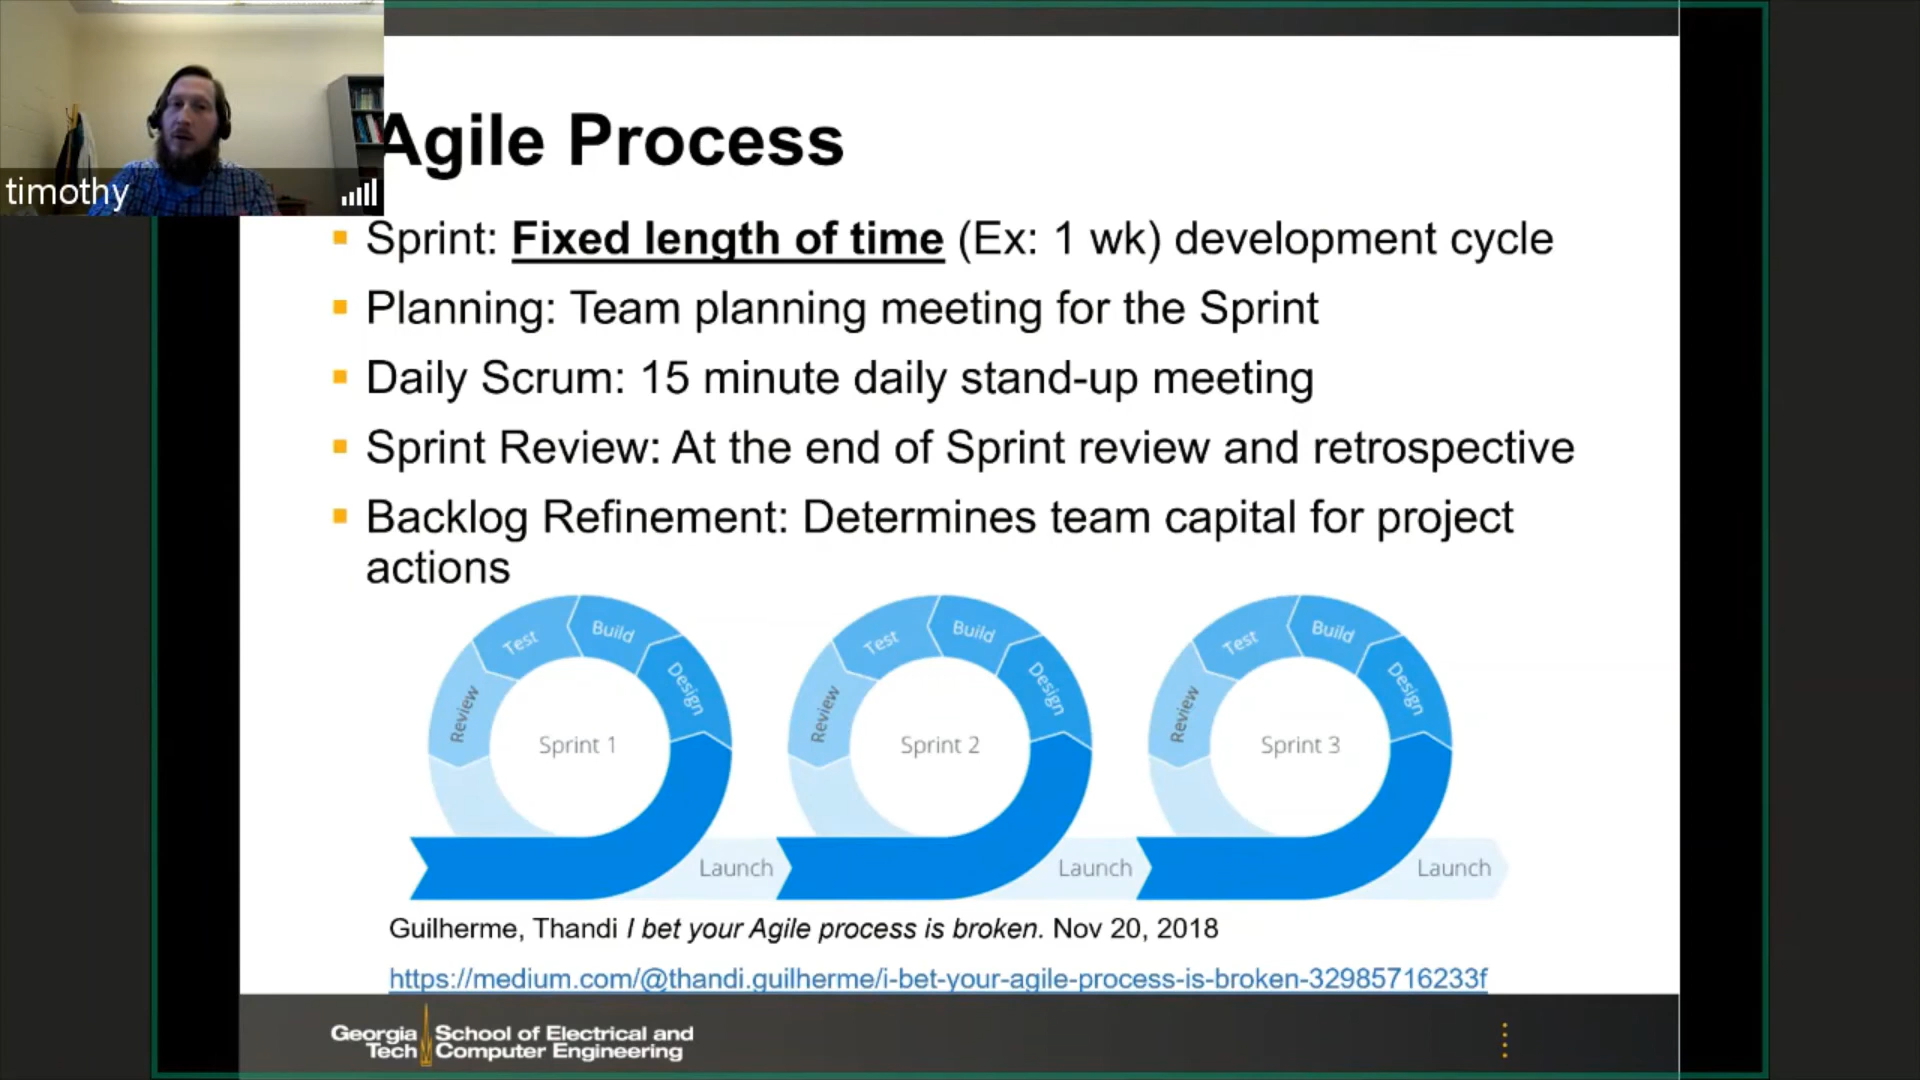 timothy
Agile Process
Sprint: Fixed length of time (Ex: 1 wk) development cycle
Planning: Team planning meeting for the Sprint
Daily Scrum: 15 minute daily stand-up meeting
Sprint Review: At the end of Sprint review and retrospective
Backlog Refinement: Determines team capital for project
actions
Review
Test
Build
Design
Sprint 1
Launch
Review
Test
Build
Design
Sprint 2
Launch
Review
Test
Build
Design
Sprint 3
Launch
Guilherme, Thandi I bet your Agile process is broken. Nov 20, 2018
https://medium.com/@thandi.guilherme/i-bet-your-agile-process-is-broken-32985716233f
Georgia Tech
School of Electrical and
Computer Engineering